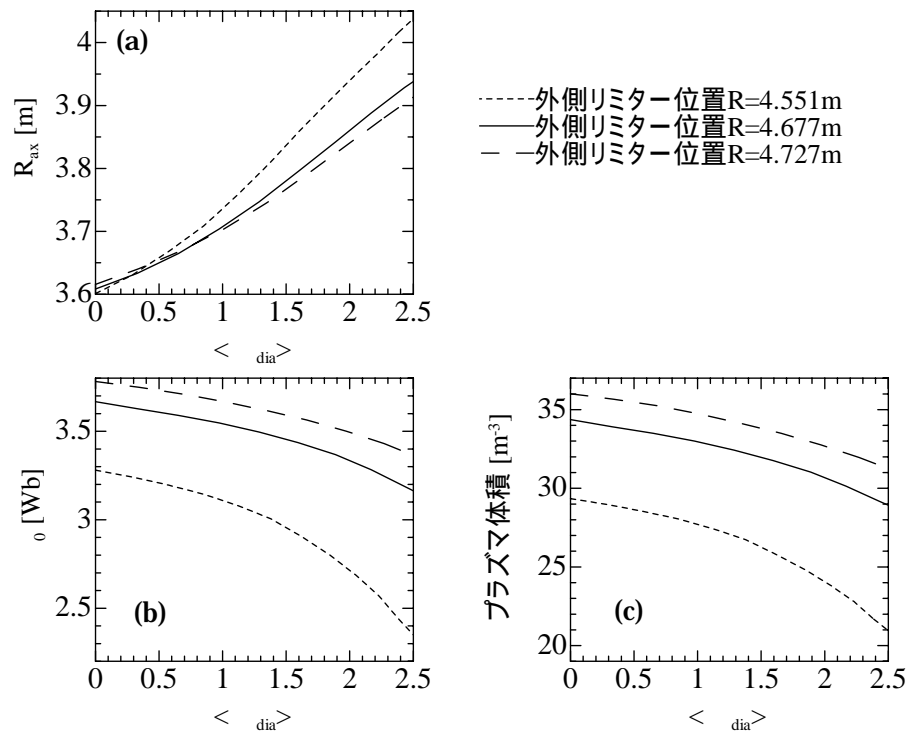 (a)
R_ax [m]
4
3.9
3.8
3.7
3.6
0 0.5 1 1.5 2 2.5
< dia>
外側リミター位置R=4.551m
外側リミター位置R=4.677m
外側リミター位置R=4.727m
(b)
0 [Wb]
3.5
3
2.5
0 0.5 1 1.5 2 2.5
< dia>
(c)
プラズマ体積 [m-3]
35
30
25
20
0 0.5 1 1.5 2 2.5
< dia>